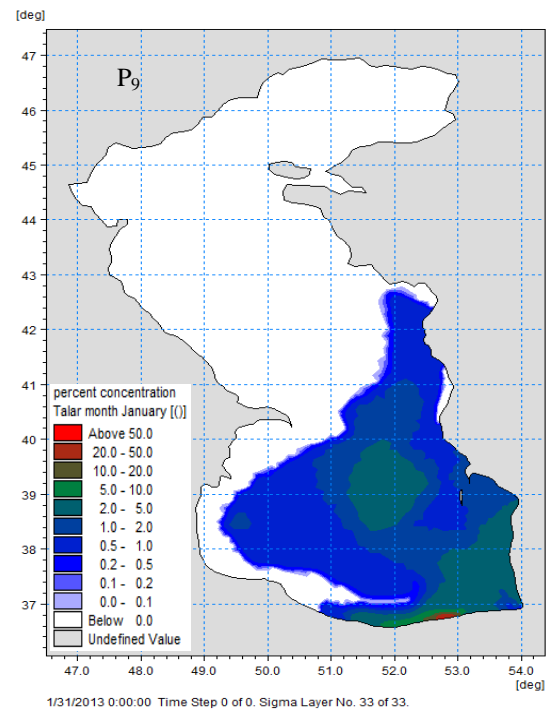 [deg]
47
P₉
46
45
44
43
42
41
40
39
38
37
percent concentration
Talar month January [()]
Above 50.0
20.0 - 50.0
10.0 - 20.0
5.0 - 10.0
2.0 - 5.0
1.0 - 2.0
0.5 - 1.0
0.2 - 0.5
0.1 - 0.2
0.0 - 0.1
Below 0.0
Undefined Value
47.0 48.0 49.0 50.0 51.0 52.0 53.0 54.0
[deg]
1/31/2013 0:00:00 Time Step 0 of 0. Sigma Layer No. 33 of 33.